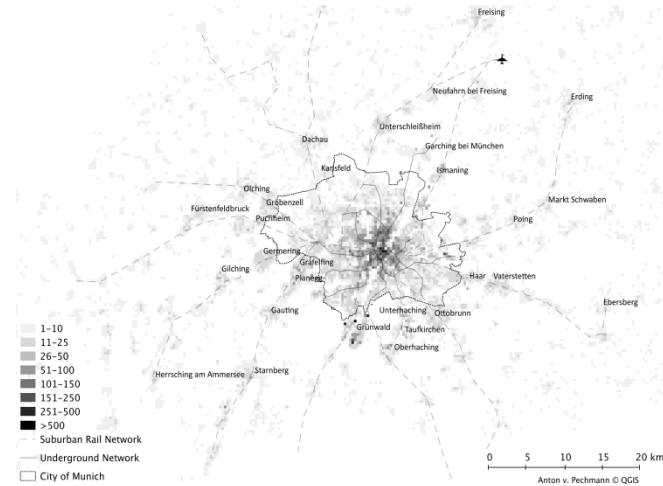 Freising
Neufahrn bei Freising
Erding
Unterschleißheim
Dachau
Garching bei München
Karlsfeld
Ismaning
Olching
Gröbenzell
Markt Schwaben
Fürstenfeldbruck
Puchheim
Poing
Germering
Gräfelfing
Gilching
Planegg
Haar
Vaterstetten
Gauting
Unterhaching
Ottobrunn
Ebersberg
Grünwald
Taufkirchen
Oberhaching
Herrsching am Ammersee
Starnberg
1–10
11–25
26–50
51–100
101–150
151–250
251–500
>500
Suburban Rail Network
Underground Network
City of Munich
0 5 10 15 20 km
Anton v. Pechmann © QGIS